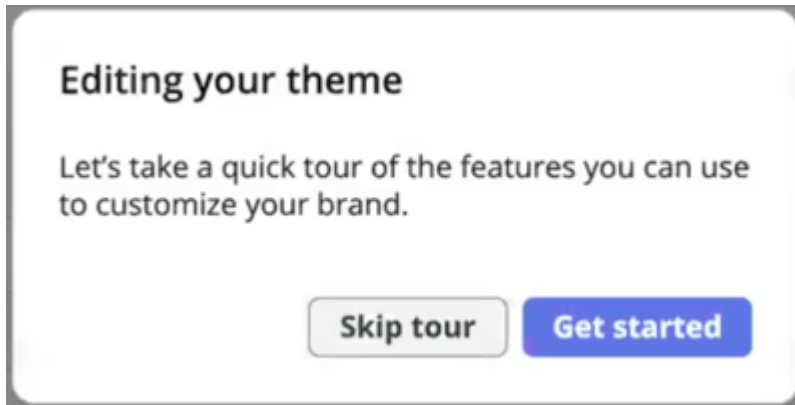 Editing your theme
Let's take a quick tour of the features you can use
to customize your brand.
Skip tour
Get started